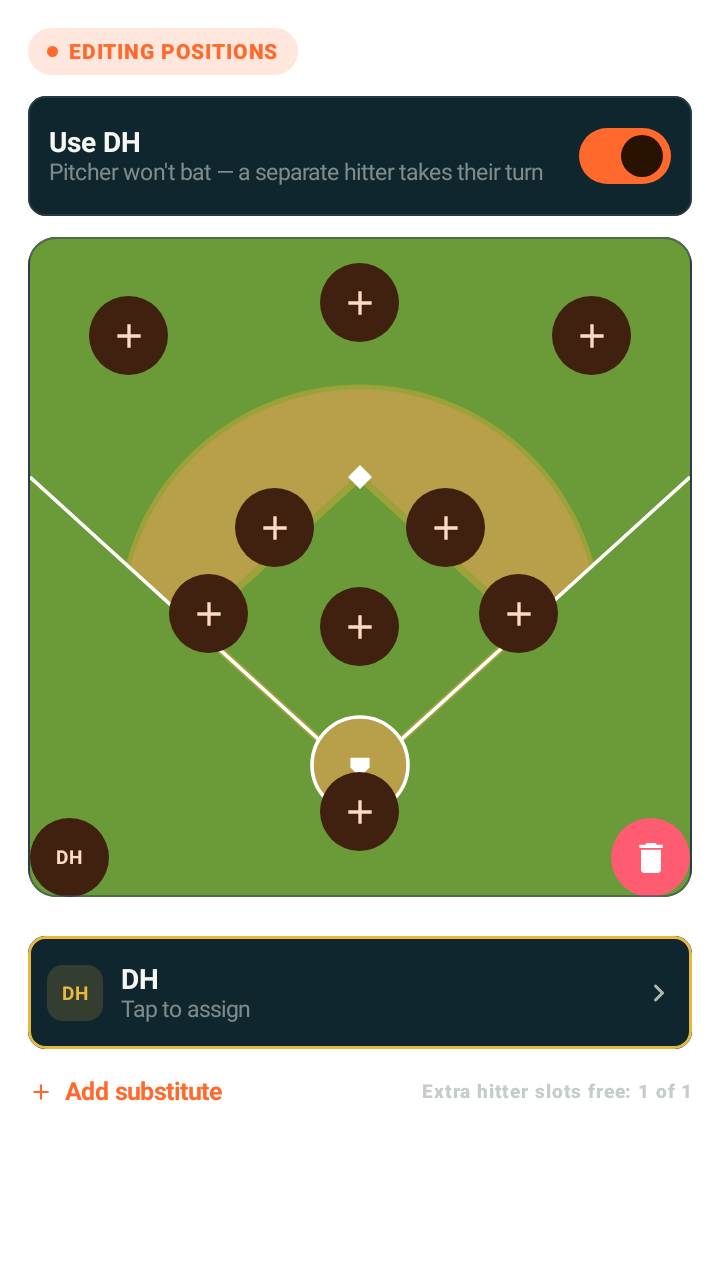 EDITING POSITIONS
Use DH
Pitcher won't bat — a separate hitter takes their turn
DH
DH
DH
Tap to assign
Add substitute
Extra hitter slots free: 1 of 1